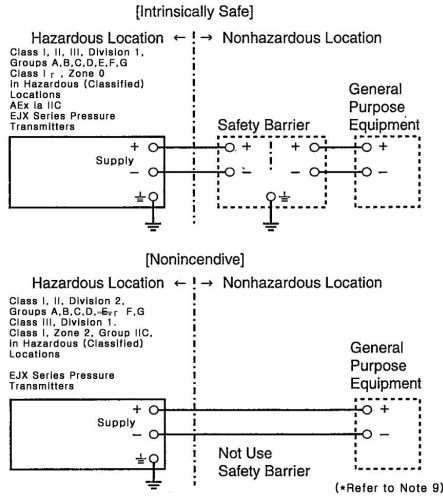 [Intrinsically Safe]
Hazardous Location ← → Nonhazardous Location
Class I, II, III, Division 1,
Groups A,B,C,D,E,F,G
Class I, Zone 0
in Hazardous (Classified)
Locations
AEx ia IIC
EJX Series Pressure
Transmitters
General
Purpose
Equipment
Safety Barrier
Supply
+
−
+
−
+
−
+
−
[Nonincendive]
Hazardous Location ← → Nonhazardous Location
Class I, II, Division 2,
Groups A,B,C,D, F,G
Class III, Division 1.
Class I, Zone 2, Group IIC,
in Hazardous (Classified)
Locations
EJX Series Pressure
Transmitters
General
Purpose
Equipment
Supply
+
−
+
−
Not Use
Safety Barrier
(*Refer to Note 9)